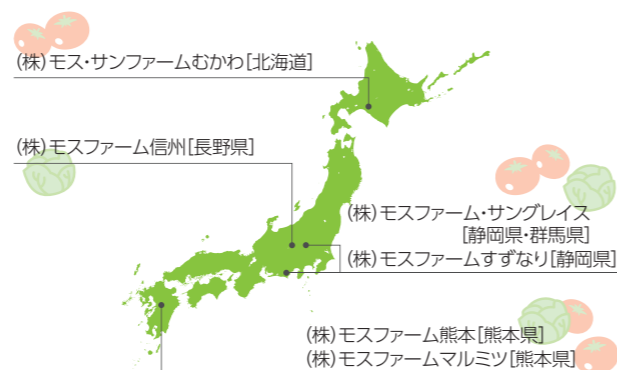 (株)モス・サンファームむかわ[北海道]
(株)モスファーム信州[長野県]
(株)モスファーム・サングレイス
[静岡県・群馬県]
(株)モスファームすずなり[静岡県]
(株)モスファーム熊本[熊本県]
(株)モスファームマルミツ[熊本県]